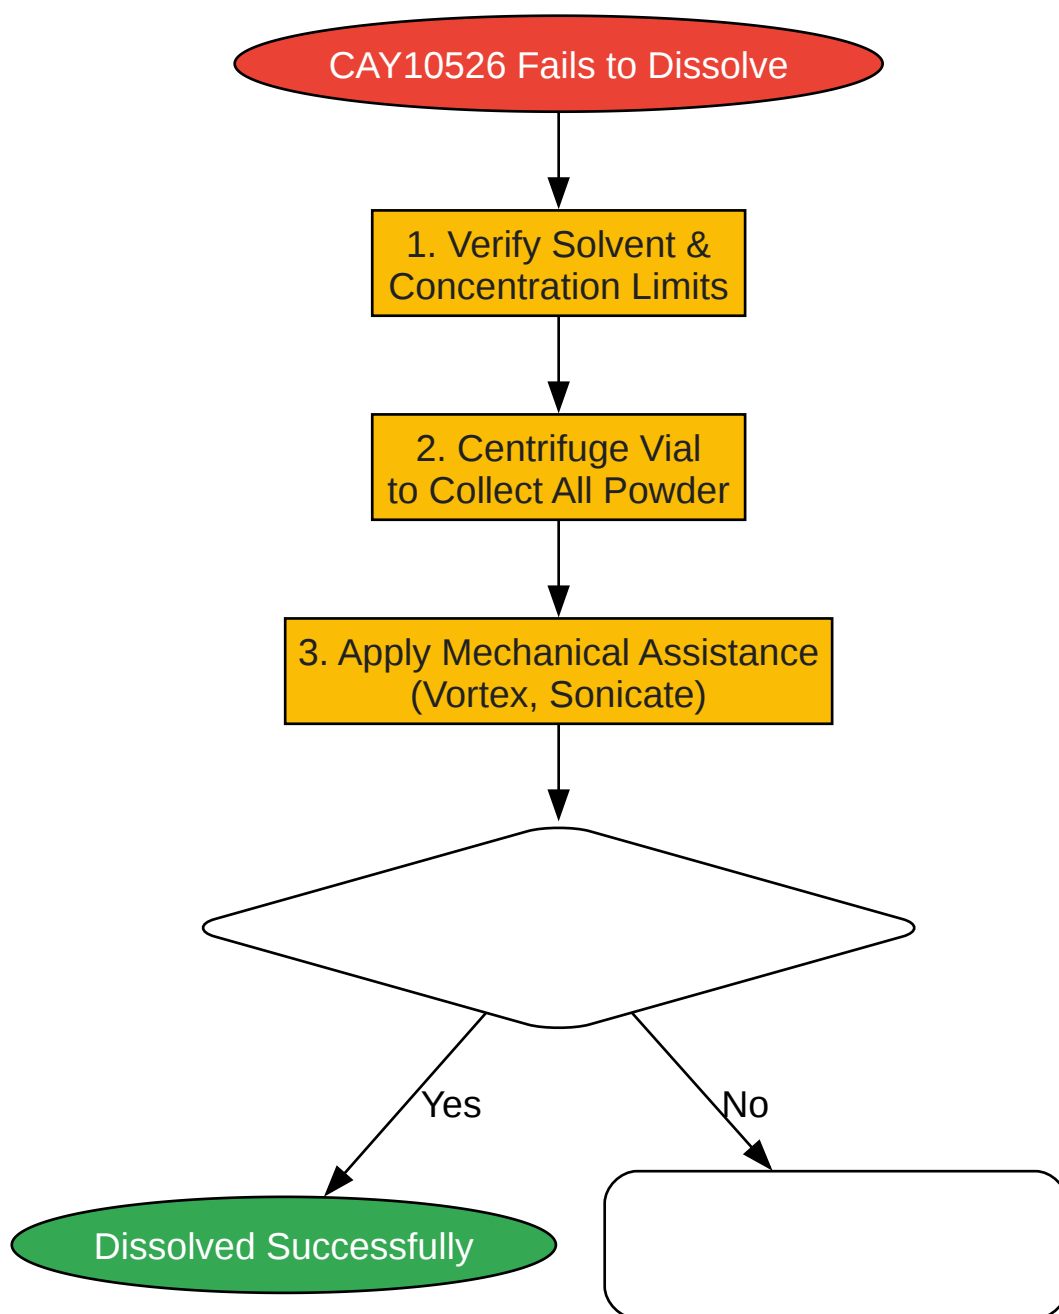 CAY10526 Fails to Dissolve
1. Verify Solvent &
Concentration Limits
2. Centrifuge Vial
to Collect All Powder
3. Apply Mechanical Assistance
(Vortex, Sonicate)
Yes
No
Dissolved Successfully